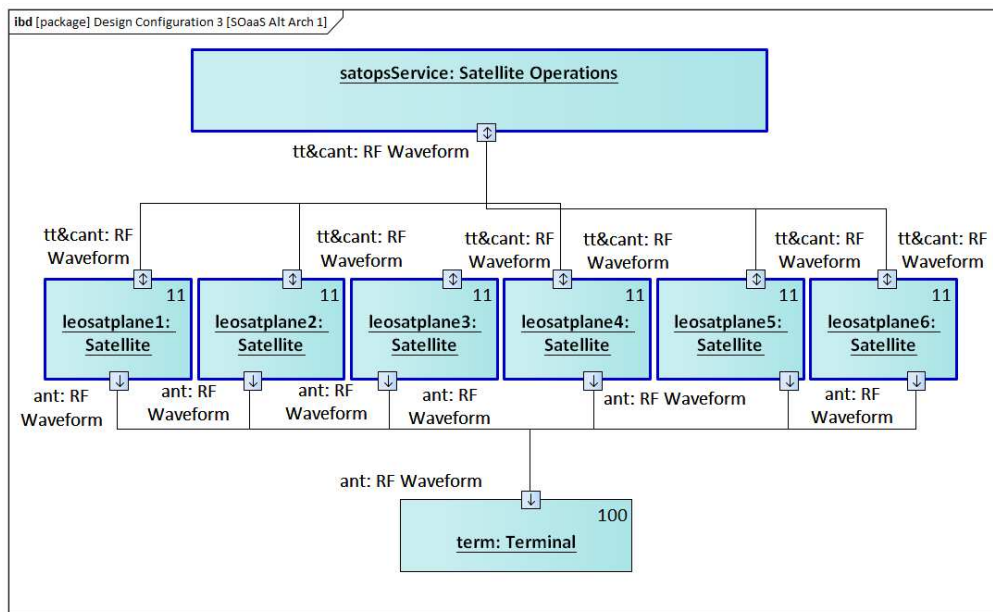 ibd [package] Design Configuration 3 [SOaaS Alt Arch 1]
satopsService: Satellite Operations
tt&cant: RF Waveform
tt&cant: RF
Waveform
tt&cant: RF
Waveform
tt&cant: RF
Waveform
tt&cant: RF
Waveform
tt&cant: RF
Waveform
tt&cant: RF
Waveform
11
leosatplane1:
Satellite
11
leosatplane2:
Satellite
11
leosatplane3:
Satellite
11
leosatplane4:
Satellite
11
leosatplane5:
Satellite
11
leosatplane6:
Satellite
ant: RF
Waveform
ant: RF
Waveform
ant: RF
Waveform
ant: RF
Waveform
ant: RF Waveform
ant: RF
Waveform
ant: RF Waveform
100
term: Terminal